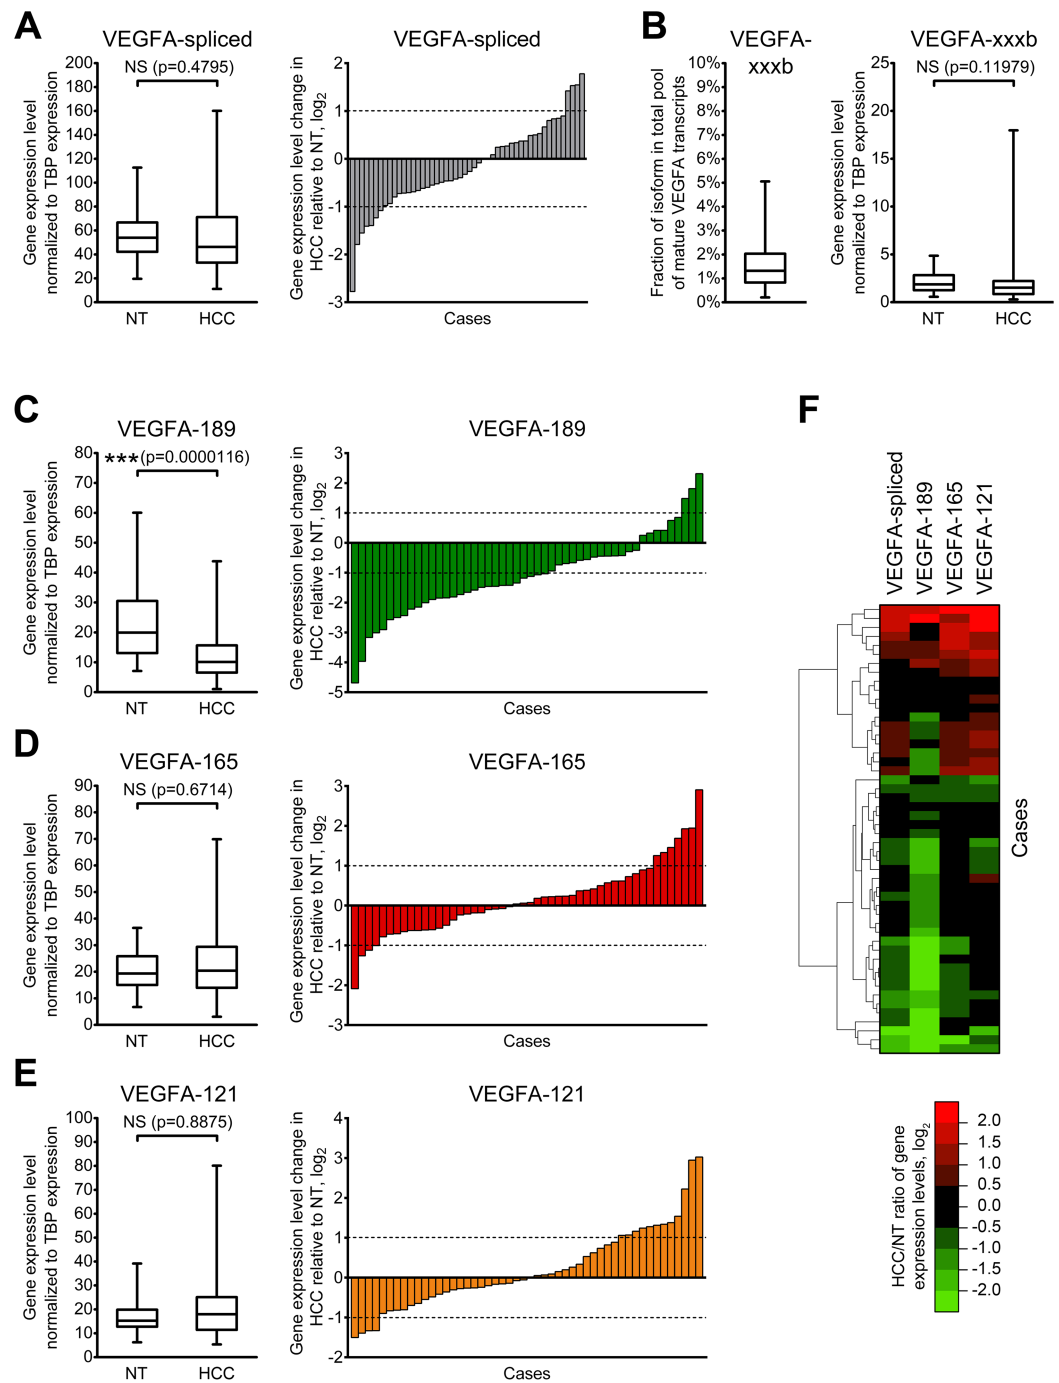 A
VEGFA-spliced
NS (p=0.4795)
Gene expression level
normalized to TBP expression
200
180
160
140
120
100
80
60
40
20
0
NT
HCC
VEGFA-spliced
Gene expression level change in
HCC relative to NT, log2
2
1
0
-1
-2
-3
Cases
B
VEGFA-
xxxb
Fraction of isoform in total pool
of mature VEGFA transcripts
10%
9%
8%
7%
6%
5%
4%
3%
2%
1%
0%
VEGFA-xxxb
NS (p=0.11979)
Gene expression level
normalized to TBP expression
25
20
15
10
5
0
NT
HCC
C
VEGFA-189
***(p=0.0000116)
Gene expression level
normalized to TBP expression
80
70
60
50
40
30
20
10
0
NT
HCC
VEGFA-189
Gene expression level change in
HCC relative to NT, log2
3
2
1
0
-1
-2
-3
-4
-5
Cases
D
VEGFA-165
NS (p=0.6714)
Gene expression level
normalized to TBP expression
90
80
70
60
50
40
30
20
10
0
NT
HCC
VEGFA-165
Gene expression level change in
HCC relative to NT, log2
3
2
1
0
-1
-2
-3
Cases
E
VEGFA-121
NS (p=0.8875)
Gene expression level
normalized to TBP expression
100
90
80
70
60
50
40
30
20
10
0
NT
HCC
VEGFA-121
Gene expression level change in
HCC relative to NT, log2
4
3
2
1
0
-1
-2
Cases
F
VEGFA-spliced
VEGFA-189
VEGFA-165
VEGFA-121
Cases
HCC/NT ratio of gene
expression levels, log2
2.0
1.5
1.0
0.0
-0.5
-1.0
-1.5
-2.0